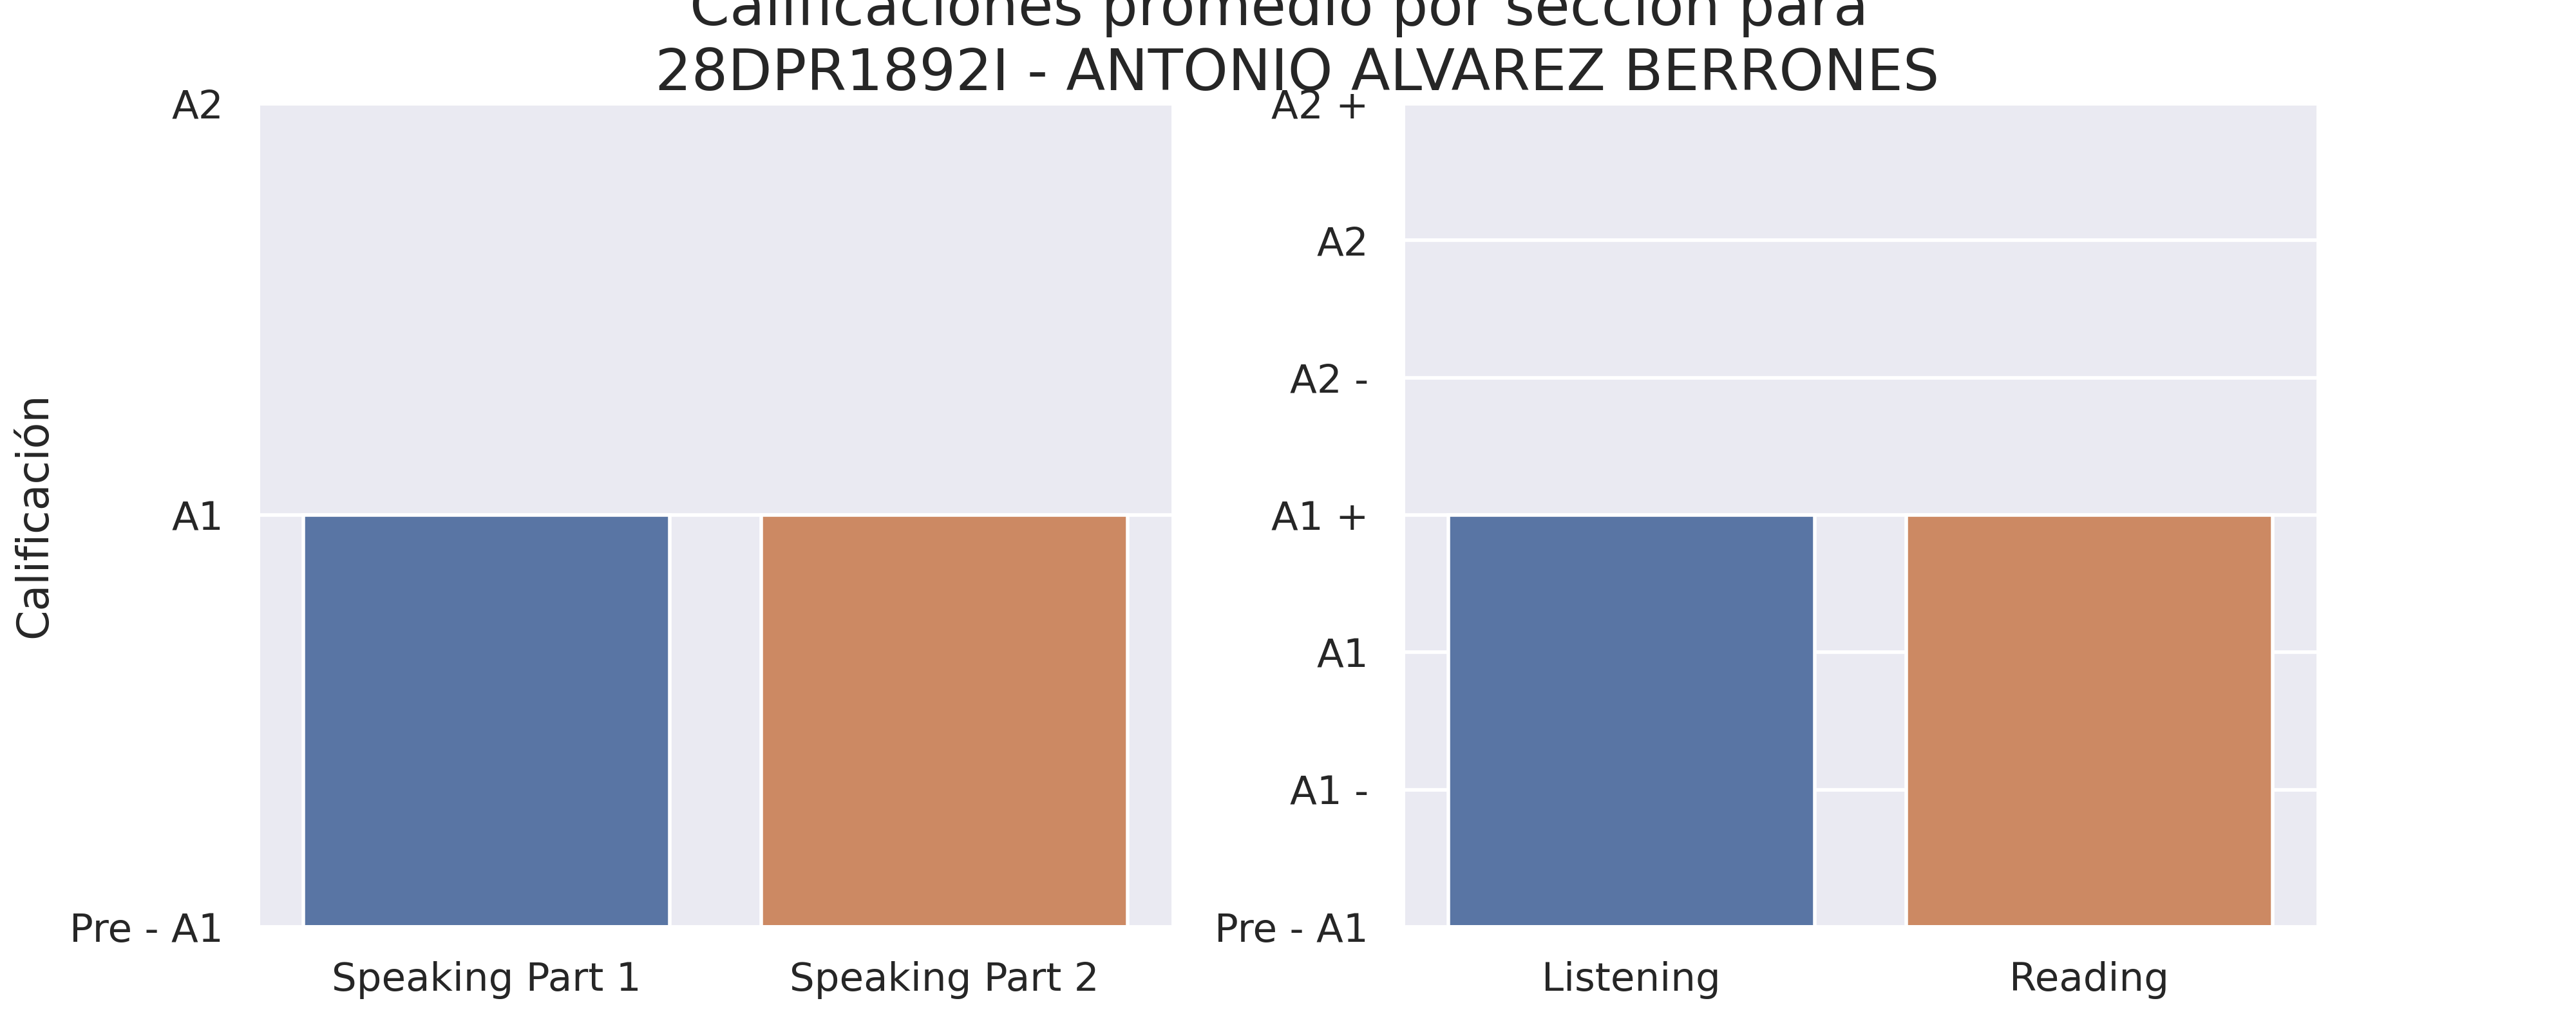 Calificaciones promedio por sección para
28DPR1892I - ANTONIO ALVAREZ BERRONES
Calificación
A2
A1
Pre - A1
Speaking Part 1
Speaking Part 2
A2 +
A2
A2 -
A1 +
A1
A1 -
Pre - A1
Listening
Reading